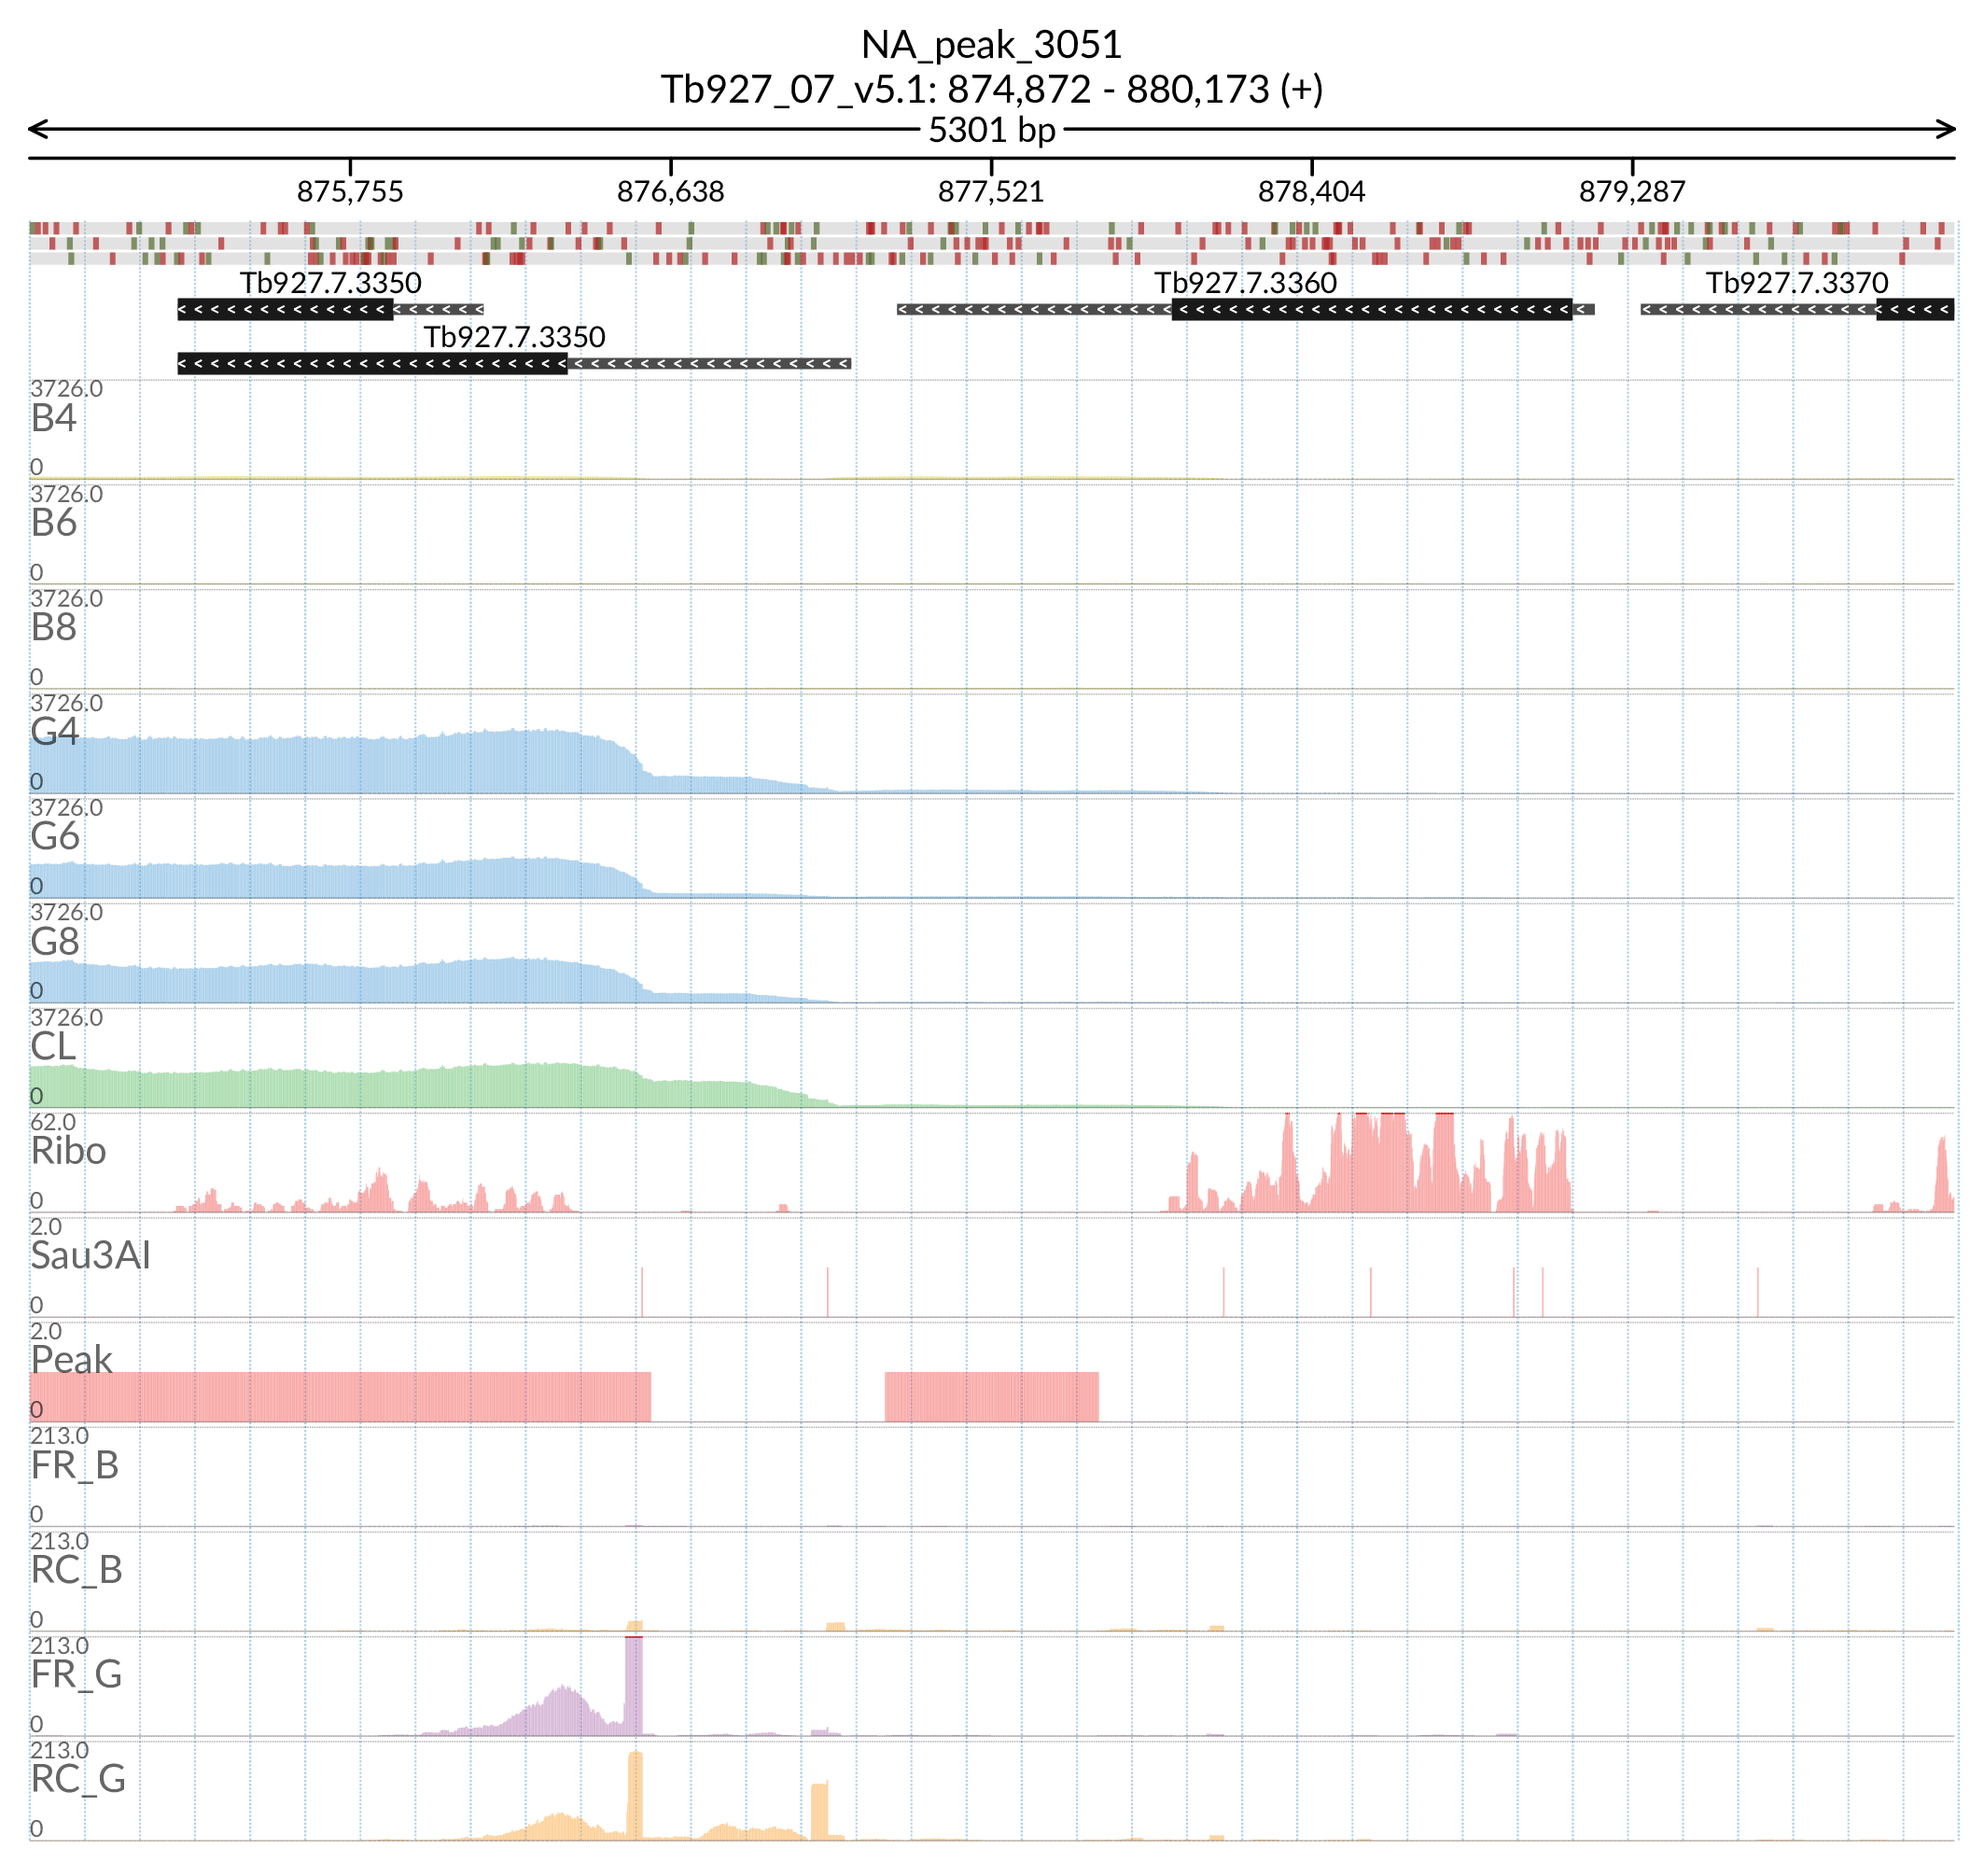 NA_peak_3051
Tb927_07_v5.1: 874,872 - 880,173 (+)
5301 bp
875,755 876,638 877,521 878,404 879,287
Tb927.7.3350 Tb927.7.3360 Tb927.7.3370
Tb927.7.3350
3726.0
B4
0
3726.0
B6
0
3726.0
B8
0
3726.0
G4
0
3726.0
G6
0
3726.0
G8
0
3726.0
CL
0
62.0
Ribo
0
2.0
Sau3AI
0
2.0
Peak
0
213.0
FR_B
0
213.0
RC_B
0
213.0
FR_G
0
213.0
RC_G
0